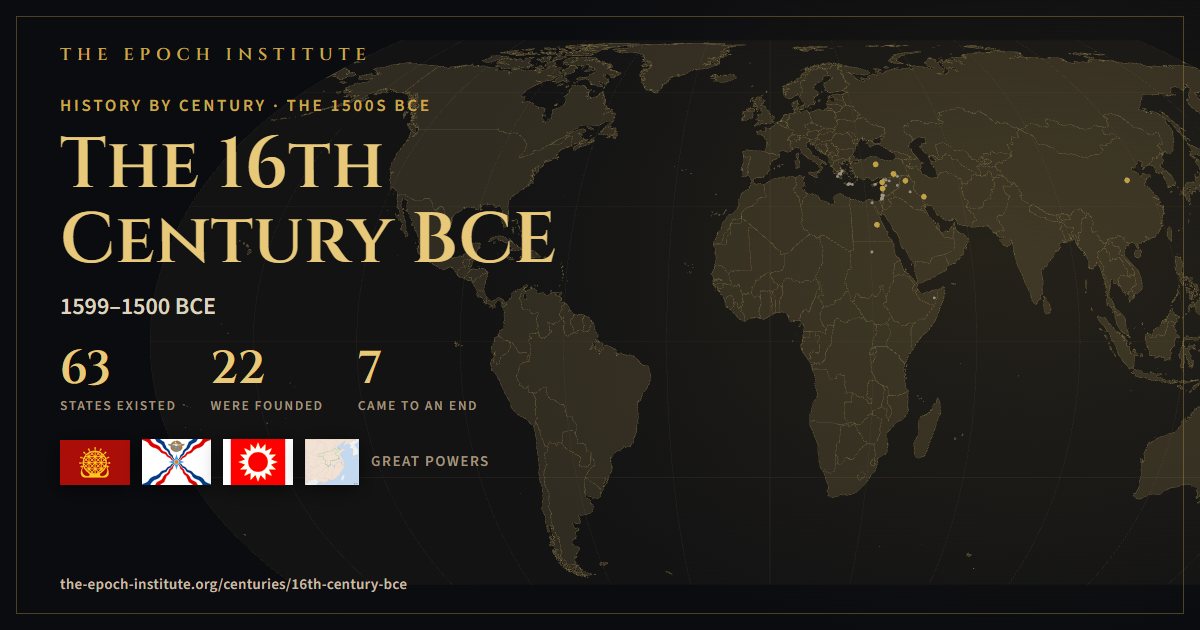 THE EPOCH INSTITUTE
HISTORY BY CENTURY · THE 1500S BCE
THE 16TH
CENTURY BCE
1599–1500 BCE
63 22 7
STATES EXISTED · WERE FOUNDED CAME TO AN END
GREAT POWERS
the-epoch-institute.org/centuries/16th-century-bce